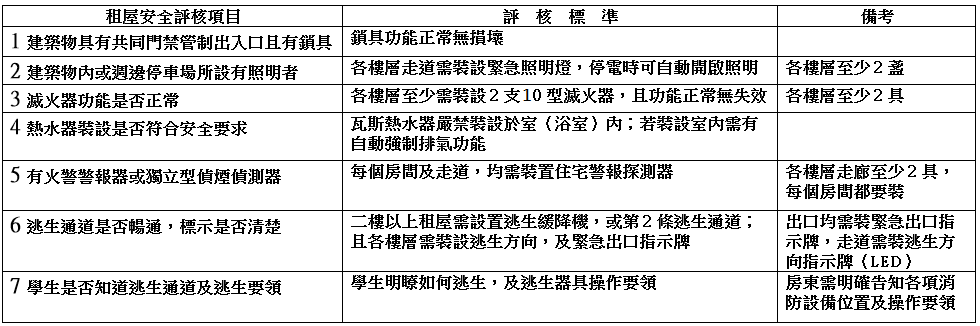 租屋安全評核項目 評 核 標 準 備考
1 建築物具有共同門禁管制出入口且有鎖具 鎖具功能正常無損壞
2 建築物內或週邊停車場所設有照明者 各樓層走道需裝設緊急照明燈，停電時可自動開啟照明 各樓層至少２盞
3 滅火器功能是否正常 各樓層至少需裝設２支10 型滅火器，且功能正常無失效 各樓層至少２具
4 熱水器裝設是否符合安全要求 瓦斯熱水器嚴禁裝設於室（浴室）內；若裝設室內需有
自動強制排氣功能
5 有火警警報器或獨立型偵煙偵測器 每個房間及走道，均需裝置住宅警報探測器 各樓層走廊至少２具，
每個房間都要裝
6 逃生通道是否暢通，標示是否清楚 二樓以上租屋需設置逃生緩降機，或第２條逃生通道； 出口均需裝緊急出口指
且各樓層需裝設逃生方向，及緊急出口指示牌 示牌，走道需裝逃生方
向指示牌（LED）
7 學生是否知道逃生通道及逃生要領 學生明瞭如何逃生，及逃生器具操作要領 房東需明確告知各項消
防設備位置及操作要領